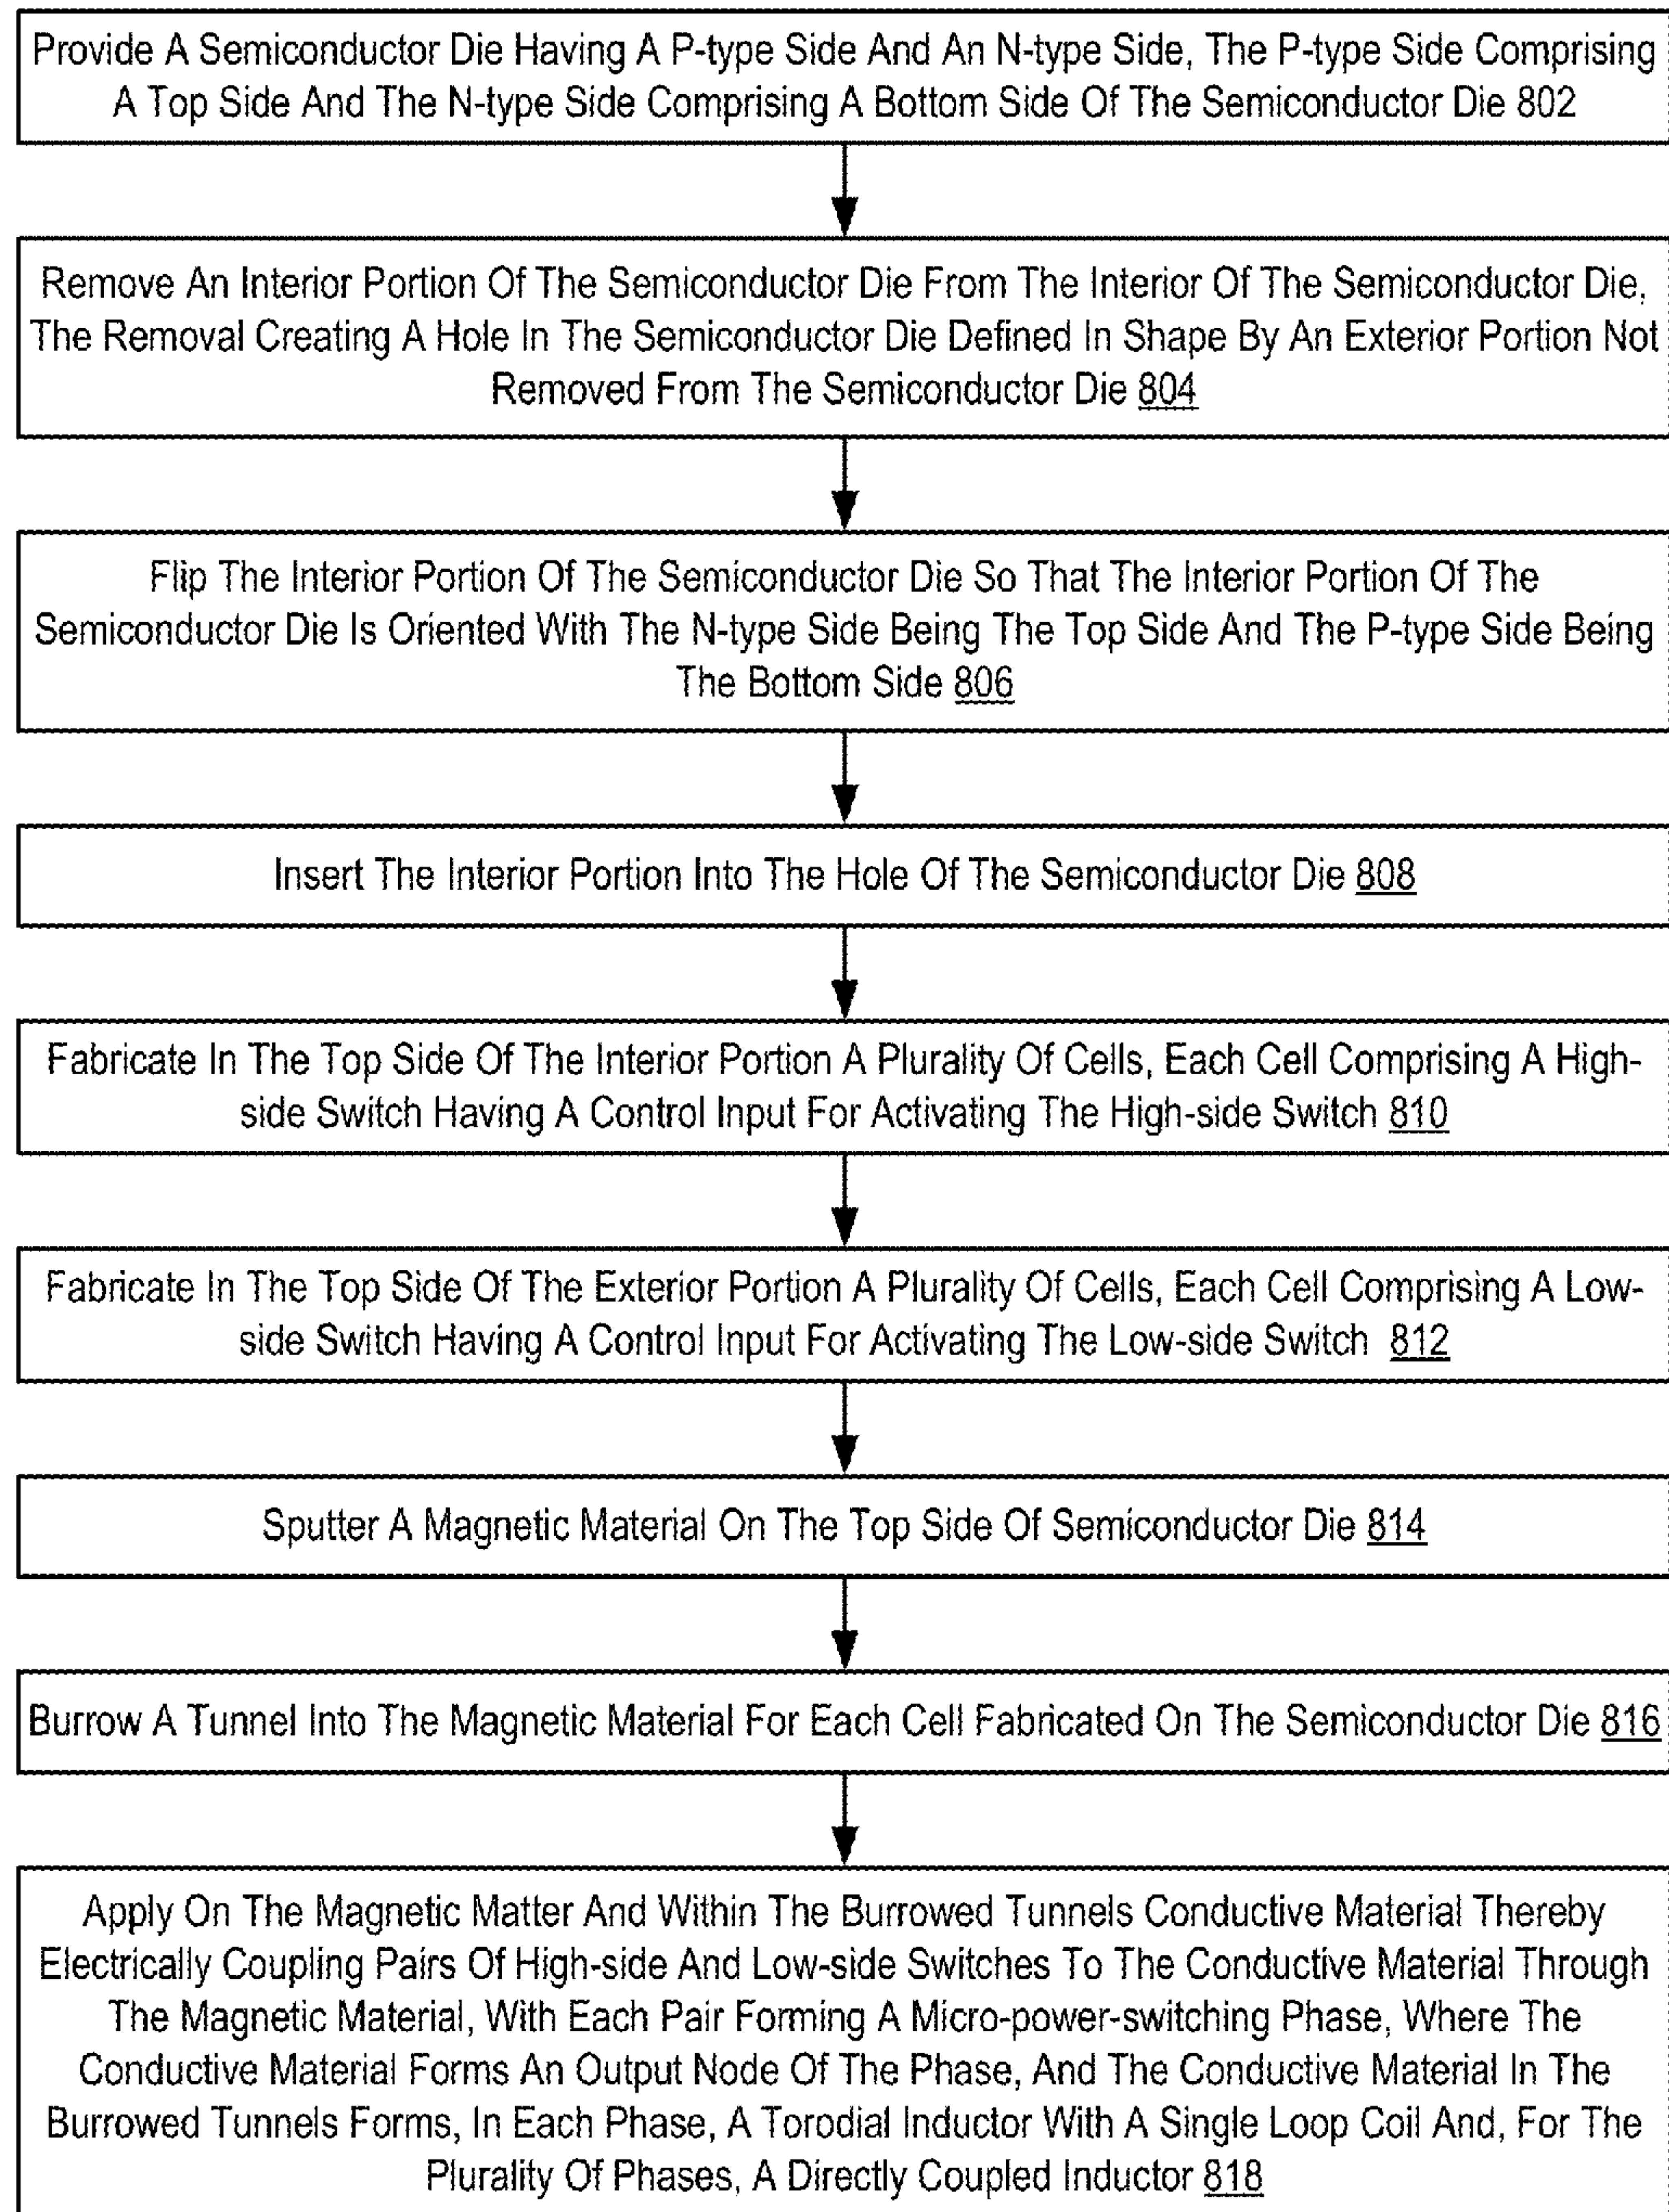 Provide A Semiconductor Die Having A P-type Side And An N-type Side, The P-type Side Comprising
A Top Side And The N-type Side Comprising A Bottom Side Of The Semiconductor Die 802
Remove An Interior Portion Of The Semiconductor Die From The Interior Of The Semiconductor Die,
The Removal Creating A Hole In The Semiconductor Die Defined In Shape By An Exterior Portion Not
Removed From The Semiconductor Die 804
Flip The Interior Portion Of The Semiconductor Die So That The Interior Portion Of The
Semiconductor Die Is Oriented With The N-type Side Being The Top Side And The P-type Side Being
The Bottom Side 806
Insert The Interior Portion Into The Hole Of The Semiconductor Die 808
Fabricate In The Top Side Of The Interior Portion A Plurality Of Cells, Each Cell Comprising A High-
side Switch Having A Control Input For Activating The High-side Switch 810
Fabricate In The Top Side Of The Exterior Portion A Plurality Of Cells, Each Cell Comprising A Low-
side Switch Having A Control Input For Activating The Low-side Switch 812
Sputter A Magnetic Material On The Top Side Of Semiconductor Die 814
Burrow A Tunnel Into The Magnetic Material For Each Cell Fabricated On The Semiconductor Die 816
Apply On The Magnetic Matter And Within The Burrowed Tunnels Conductive Material Thereby
Electrically Coupling Pairs Of High-side And Low-side Switches To The Conductive Material Through
The Magnetic Material, With Each Pair Forming A Micro-power-switching Phase, Where The
Conductive Material Forms An Output Node Of The Phase, And The Conductive Material In The
Burrowed Tunnels Forms, In Each Phase, A Torodial Inductor With A Single Loop Coil And, For The
Plurality Of Phases, A Directly Coupled Inductor 818